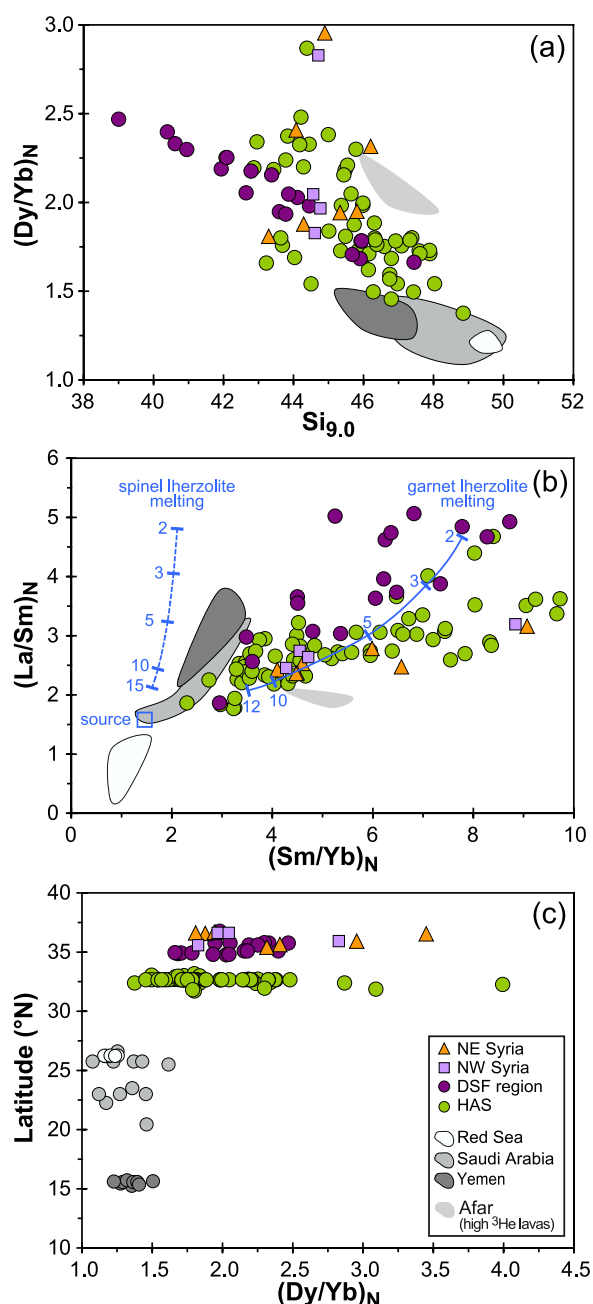 (a)
3.0
2.5
2.0
1.5
1.0
(Dy/Yb)N
38 40 42 44 46 48 50 52
Si9.0
(b)
6
5
4
3
2
1
0
(La/Sm)N
spinel lherzolite
melting
garnet lherzolite
melting
2
3
5
10
15
source
2
3
5
10
12
0 2 4 6 8 10
(Sm/Yb)N
(c)
40
35
30
25
20
15
10
Latitude (°N)
NE Syria
NW Syria
DSF region
HAS
Red Sea
Saudi Arabia
Yemen
Afar
(high 3He lavas)
1.0 1.5 2.0 2.5 3.0 3.5 4.0 4.5
(Dy/Yb)N